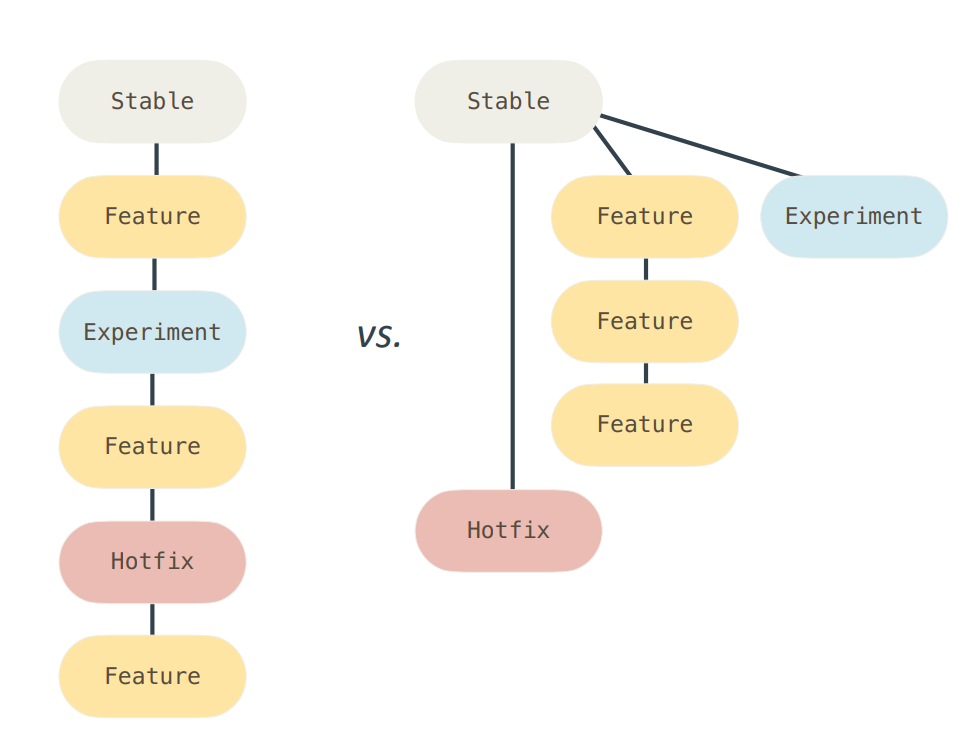 Stable
Feature
Experiment
Feature
Hotfix
Feature
vs.
Stable
Feature
Experiment
Feature
Feature
Hotfix